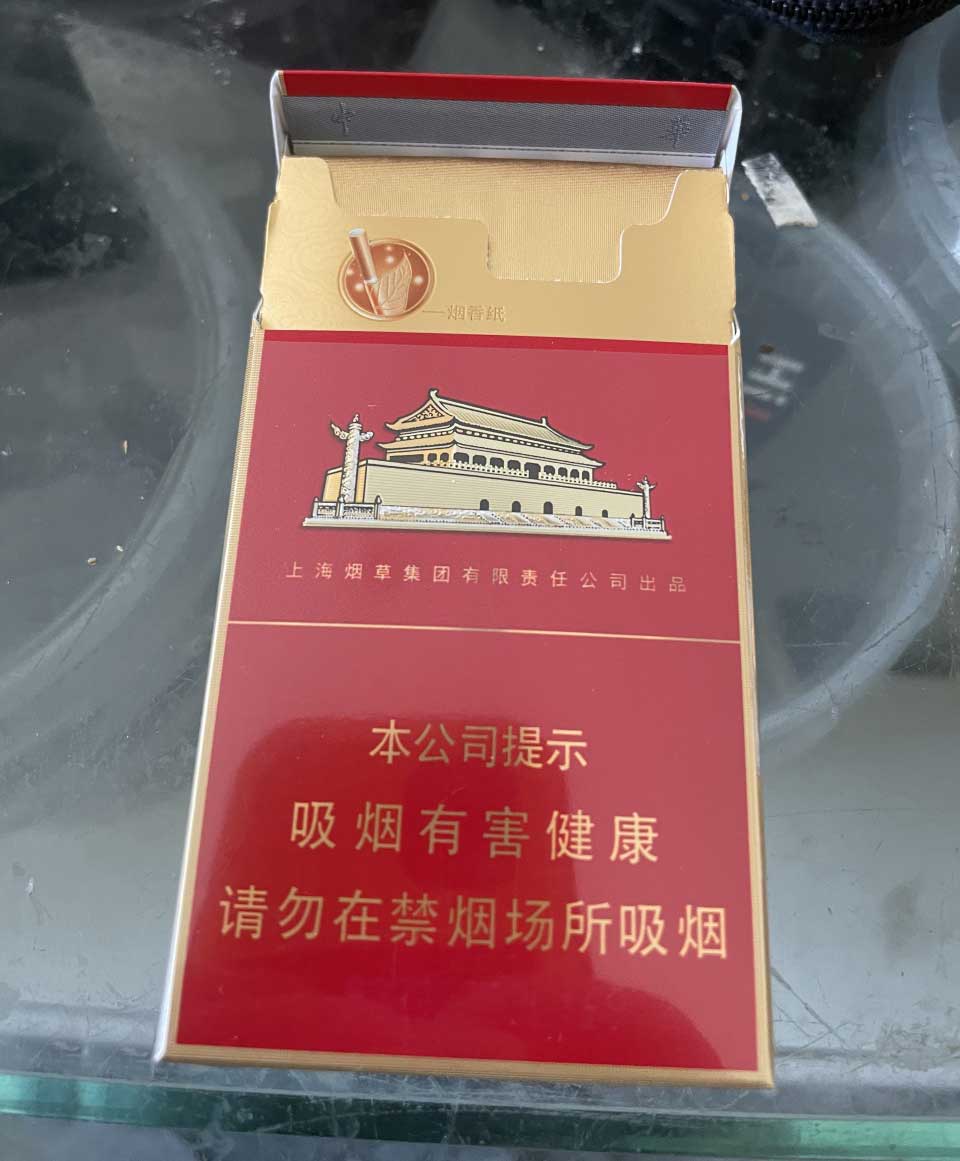 中 華
一烟香纸
上海烟草集团有限责任公司出品
本公司提示
吸烟有害健康
请勿在禁烟场所吸烟